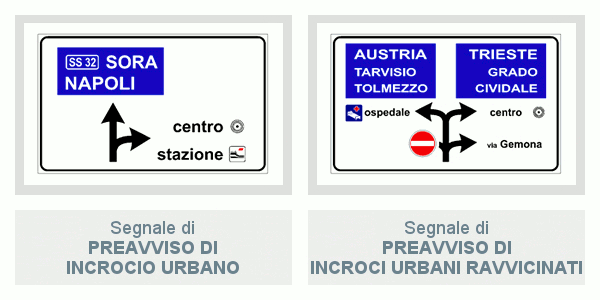 SS 32 SORA
NAPOLI
centro
stazione
Segnale di
PREAVVISO DI
INCROCIO URBANO
AUSTRIA
TARVISIO
TOLMEZZO
TRIESTE
GRADO
CIVIDALE
ospedale
centro
via Gemona
Segnale di
PREAVVISO DI
INCROCI URBANI RAVVICINATI